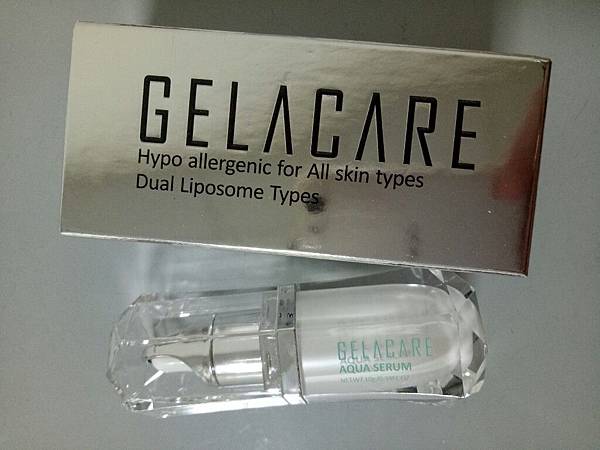 GELACARE
Hypo allergenic for All skin types
Dual Liposome Types
GELACARE
AQUA SERUM